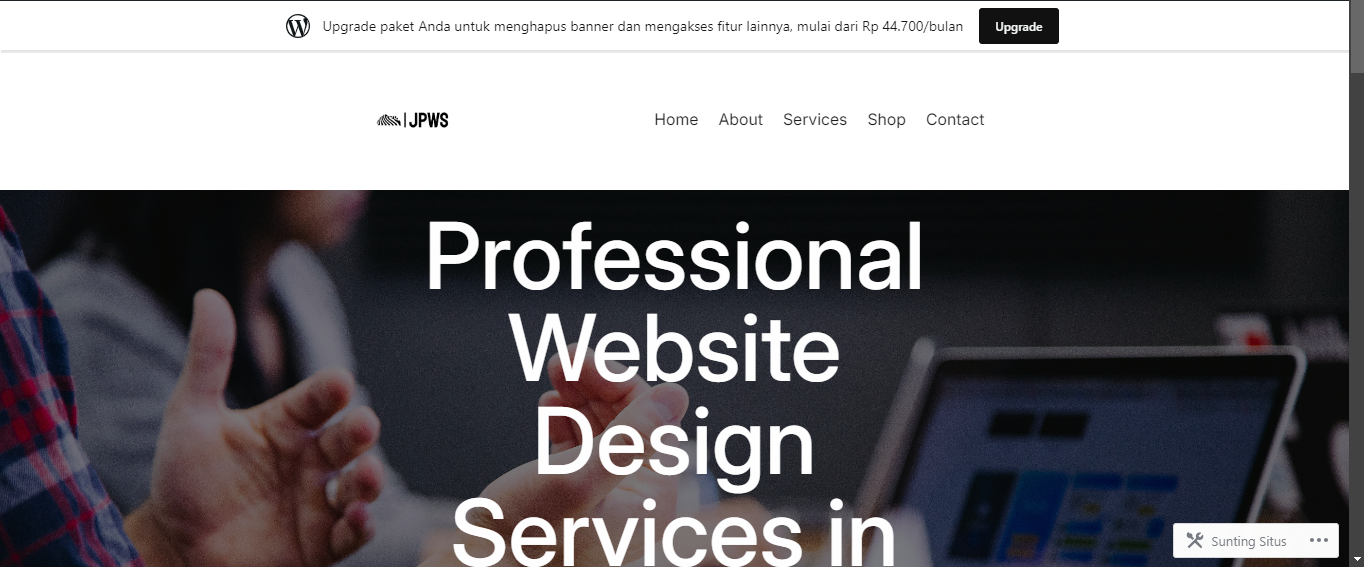 Upgrade paket Anda untuk menghapus banner dan mengakses fitur lainnya, mulai dari Rp 44.700/bulan
Upgrade
JPWS
Home
About
Services
Shop
Contact
Professional
Website
Design
Services in
Sunting Situs